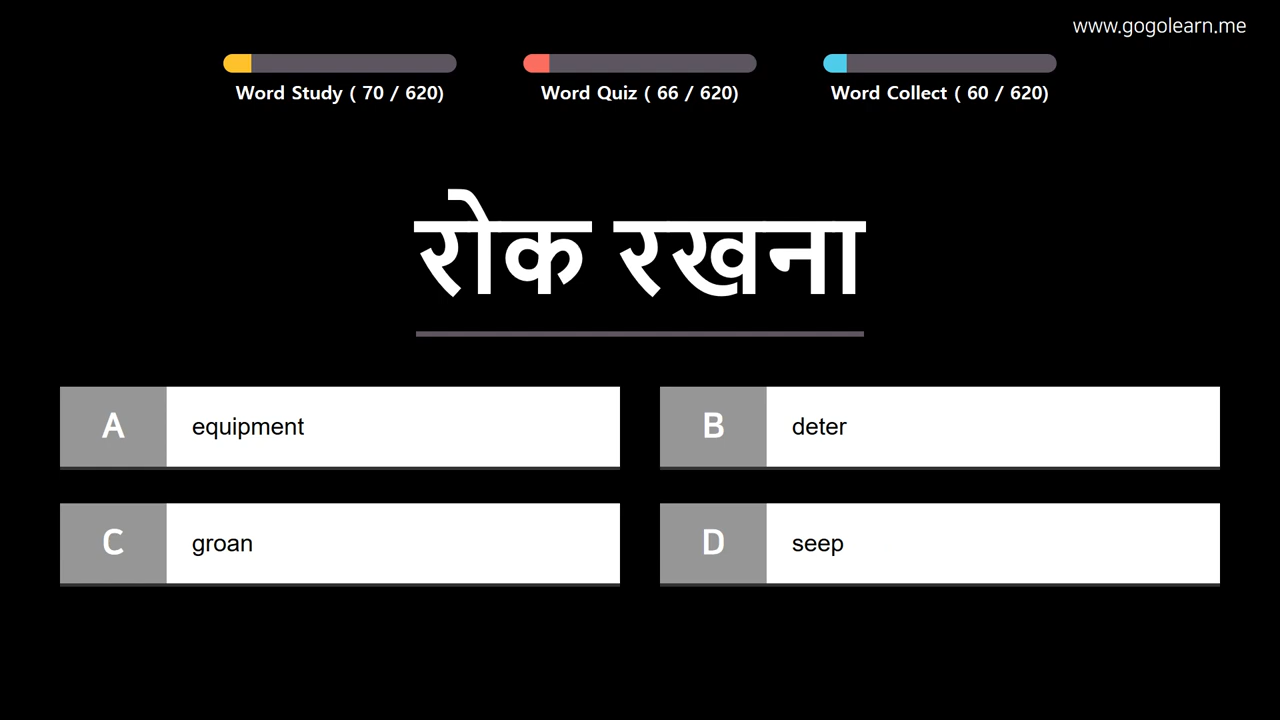 www.gogolearn.me
Word Study ( 70 / 620)
Word Quiz ( 66 / 620)
Word Collect ( 60 / 620)
रोक रखना
A equipment
B deter
C groan
D seep